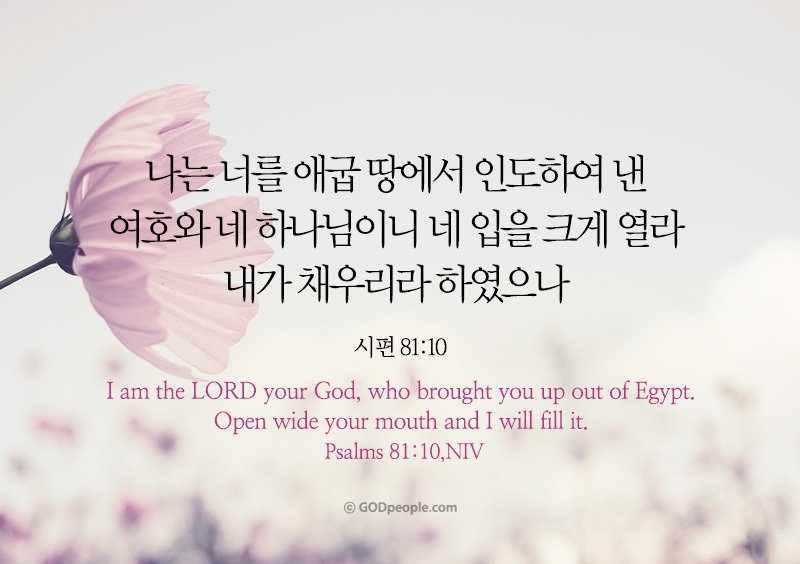 나는 너를 애굽 땅에서 인도하여 낸
여호와 네 하나님이니 네 입을 크게 열라
내가 채우리라 하였으나
시편 81:10
I am the LORD your God, who brought you up out of Egypt.
Open wide your mouth and I will fill it.
Psalms 81:10,NIV
© GODpeople.com